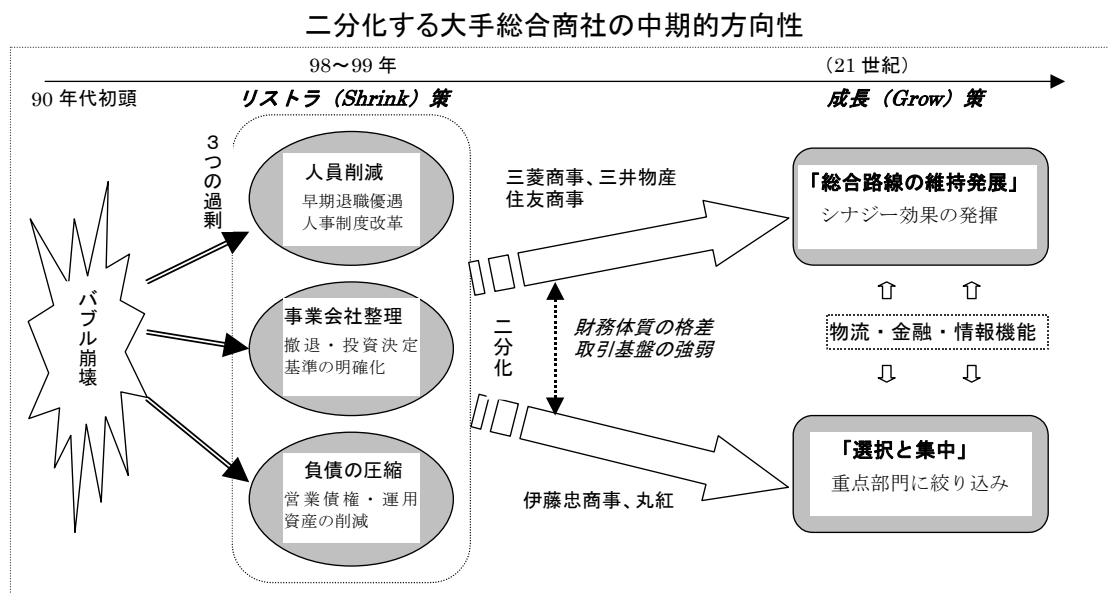 二分化する大手総合商社の中期的方向性
98～99 年
（21 世紀）
90 年代初頭
リストラ（Shrink）策
成長（Grow）策
３つの過剰
バブル崩壊
人員削減
早期退職優遇
人事制度改革
事業会社整理
撤退・投資決定
基準の明確化
負債の圧縮
営業債権・運用
資産の削減
三菱商事、三井物産
住友商事
二分化
財務体質の格差
取引基盤の強弱
伊藤忠商事、丸紅
「総合路線の維持発展」
シナジー効果の発揮
物流・金融・情報機能
「選択と集中」
重点部門に絞り込み